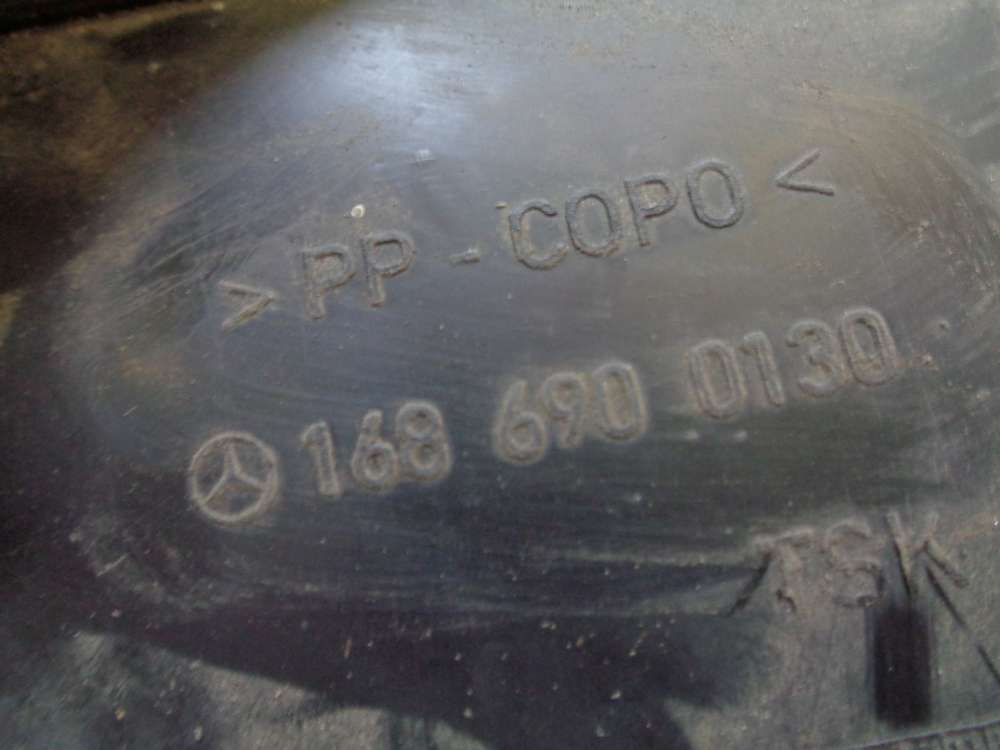 >PP-COPO<
168 690 0130
TSK